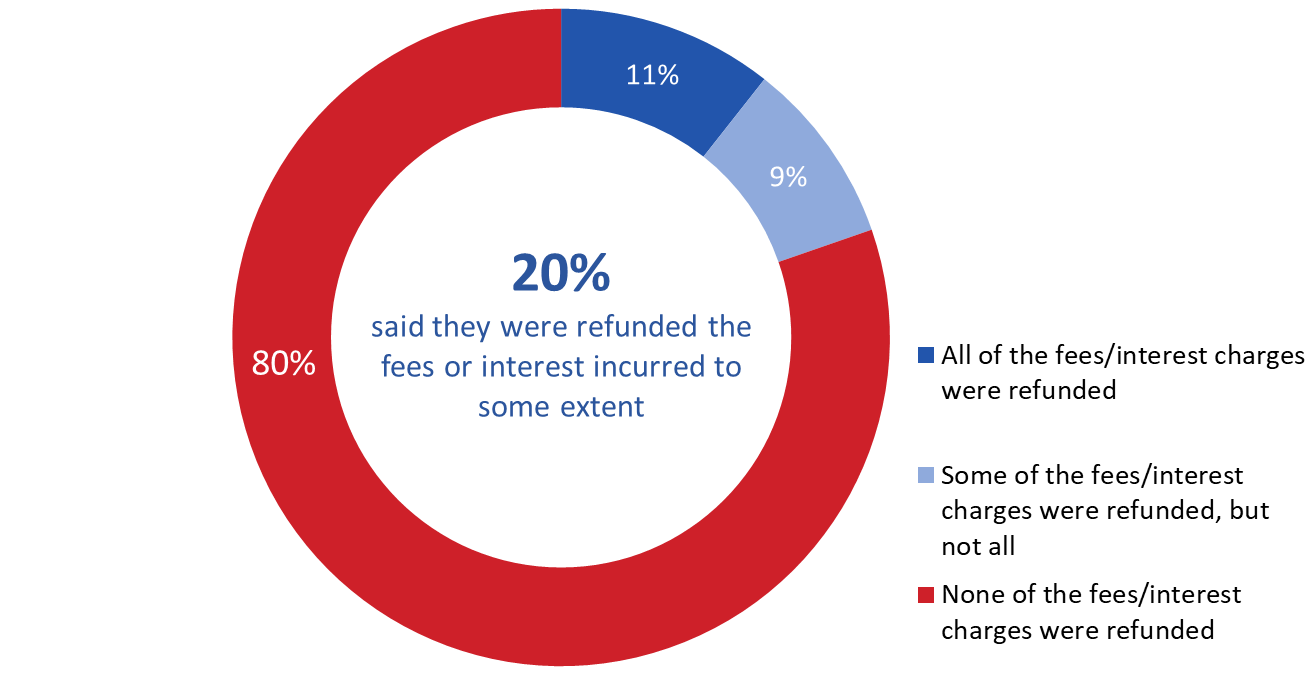 11%
9%
80%
20%
said they were refunded the
fees or interest incurred to
some extent
All of the fees/interest charges
were refunded
Some of the fees/interest
charges were refunded, but
not all
None of the fees/interest
charges were refunded